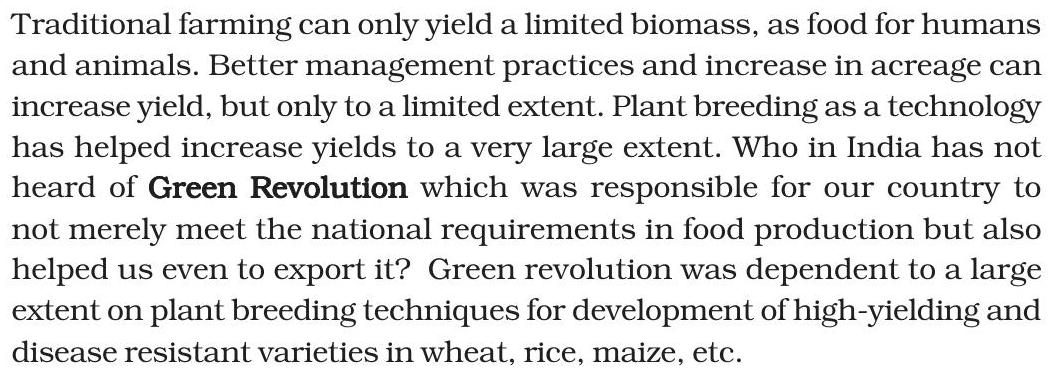 Traditional farming can only yield a limited biomass, as food for humans
and animals. Better management practices and increase in acreage can
increase yield, but only to a limited extent. Plant breeding as a technology
has helped increase yields to a very large extent. Who in India has not
heard of Green Revolution which was responsible for our country to
not merely meet the national requirements in food production but also
helped us even to export it? Green revolution was dependent to a large
extent on plant breeding techniques for development of high-yielding and
disease resistant varieties in wheat, rice, maize, etc.